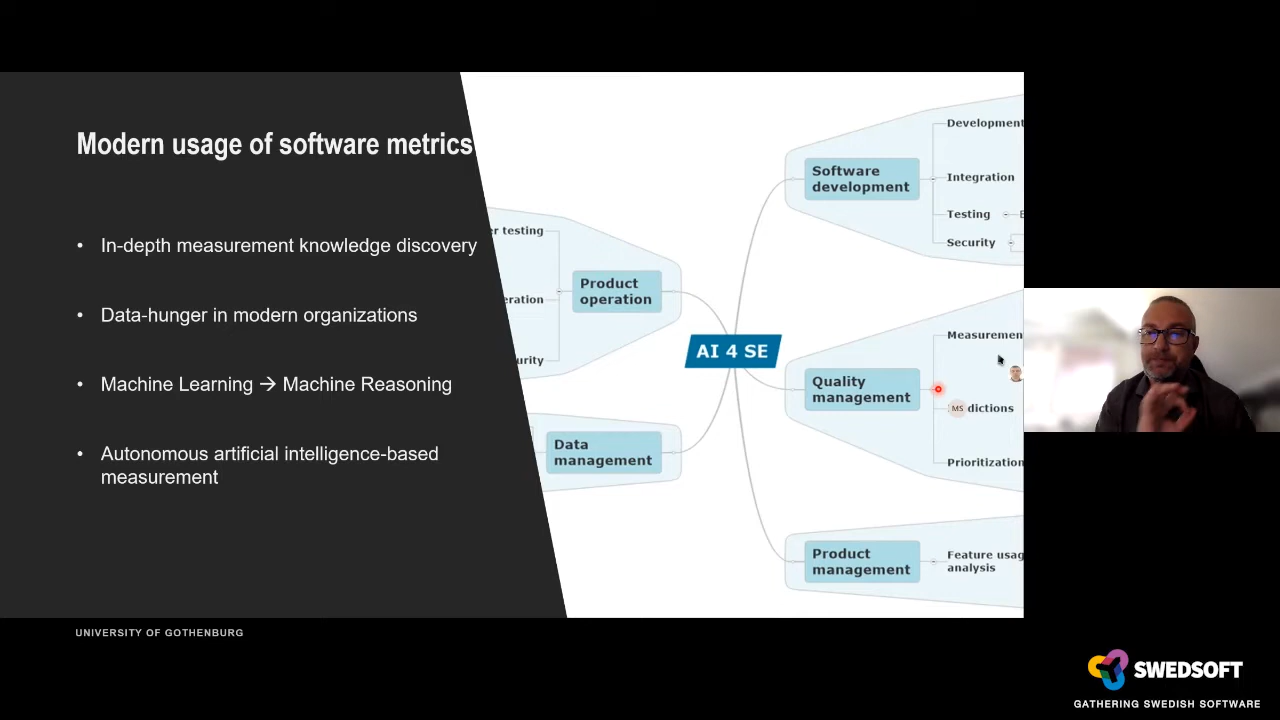 Modern usage of software metrics
• In-depth measurement knowledge discovery
• Data-hunger in modern organizations
• Machine Learning → Machine Reasoning
• Autonomous artificial intelligence-based
measurement
testing
Product
operation
Data
management
AI 4 SE
Software
development
Development
Integration
Testing
Security
Quality
management
Measuremen
MS
dictions
Prioritization
Product
management
Feature usag
analysis
UNIVERSITY OF GOTHENBURG
SWEDSOFT
GATHERING SWEDISH SOFTWARE